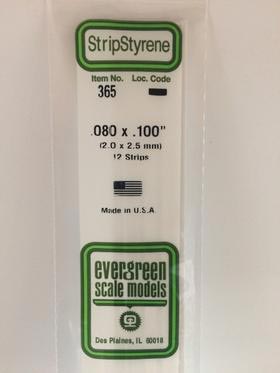 StripStyrene
Item No. Loc. Code
365
.080 x .100"
(2.0 x 2.5 mm)
12 Strips
Made in U.S.A.
evergreen
scale models
Des Plaines, IL 60018